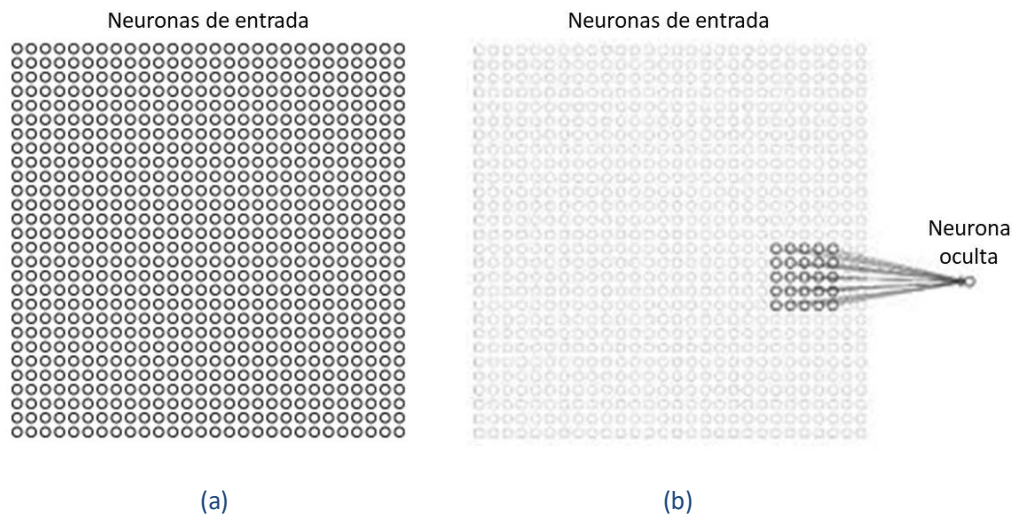 Neuronas de entrada
Neuronas de entrada
Neurona
oculta
(a)
(b)